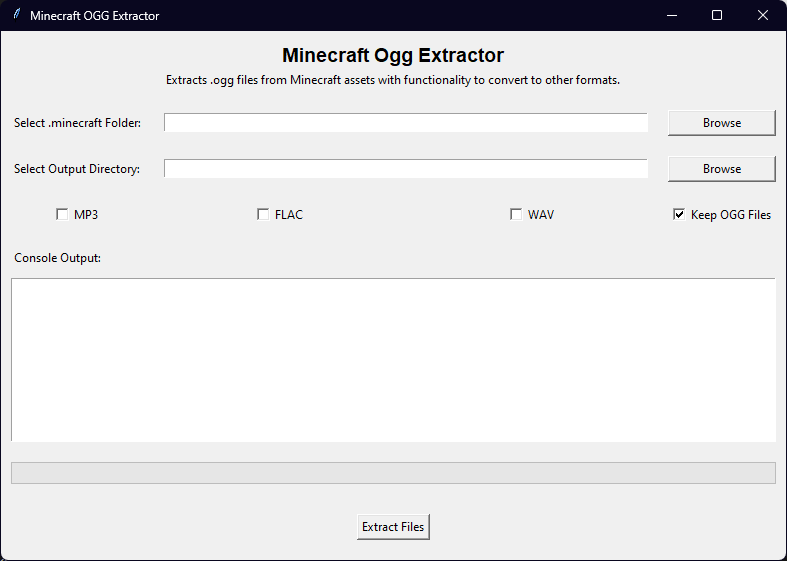 Minecraft OGG Extractor
Minecraft Ogg Extractor
Extracts .ogg files from Minecraft assets with functionality to convert to other formats.
Select .minecraft Folder: Browse
Select Output Directory: Browse
MP3 FLAC WAV Keep OGG Files
Console Output:
Extract Files